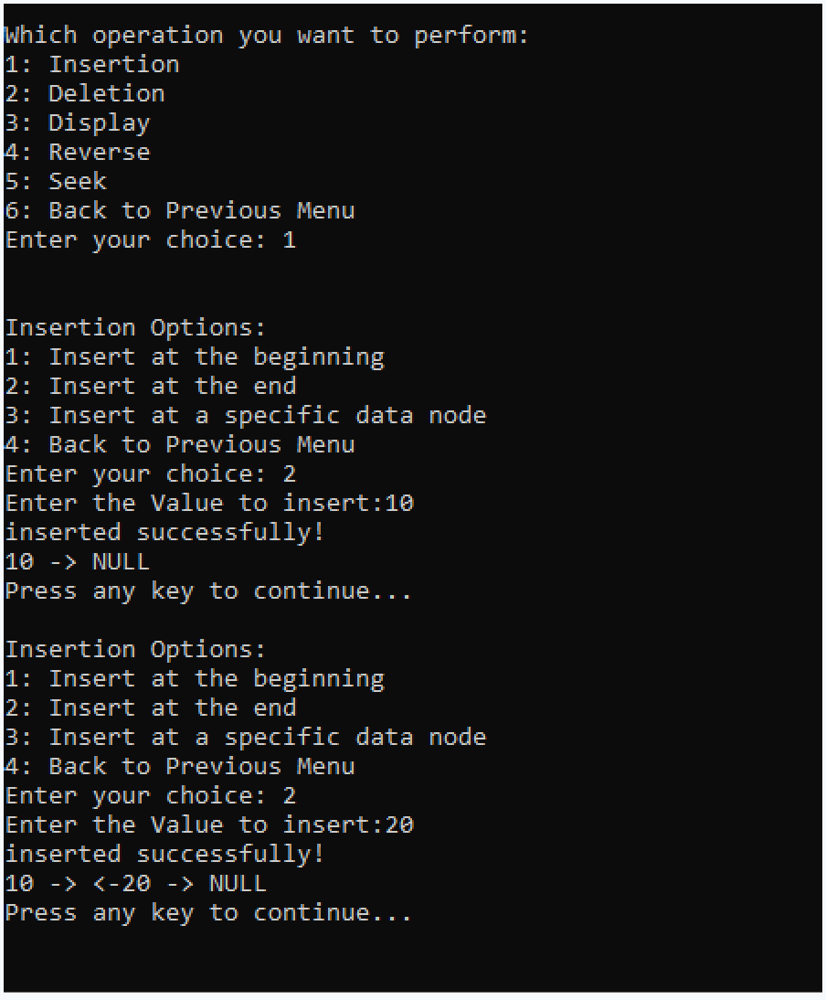 Which operation you want to perform:
1: Insertion
2: Deletion
3: Display
4: Reverse
5: Seek
6: Back to Previous Menu
Enter your choice: 1
Insertion Options:
1: Insert at the beginning
2: Insert at the end
3: Insert at a specific data node
4: Back to Previous Menu
Enter your choice: 2
Enter the Value to insert:10
inserted successfully!
10 -> NULL
Press any key to continue...
Insertion Options:
1: Insert at the beginning
2: Insert at the end
3: Insert at a specific data node
4: Back to Previous Menu
Enter your choice: 2
Enter the Value to insert:20
inserted successfully!
10 -> <-20 -> NULL
Press any key to continue...